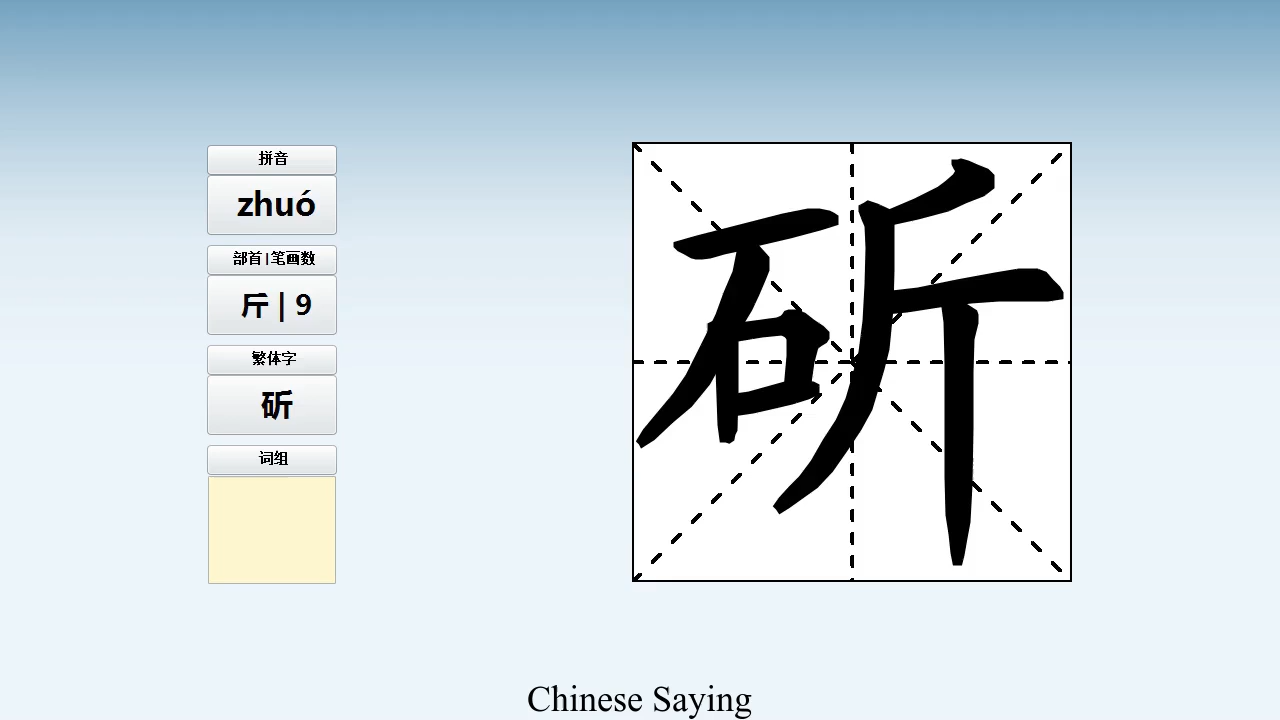 拼音
zhuó
部首|笔画数
斤 | 9
繁体字
斫
词组
斫
Chinese Saying